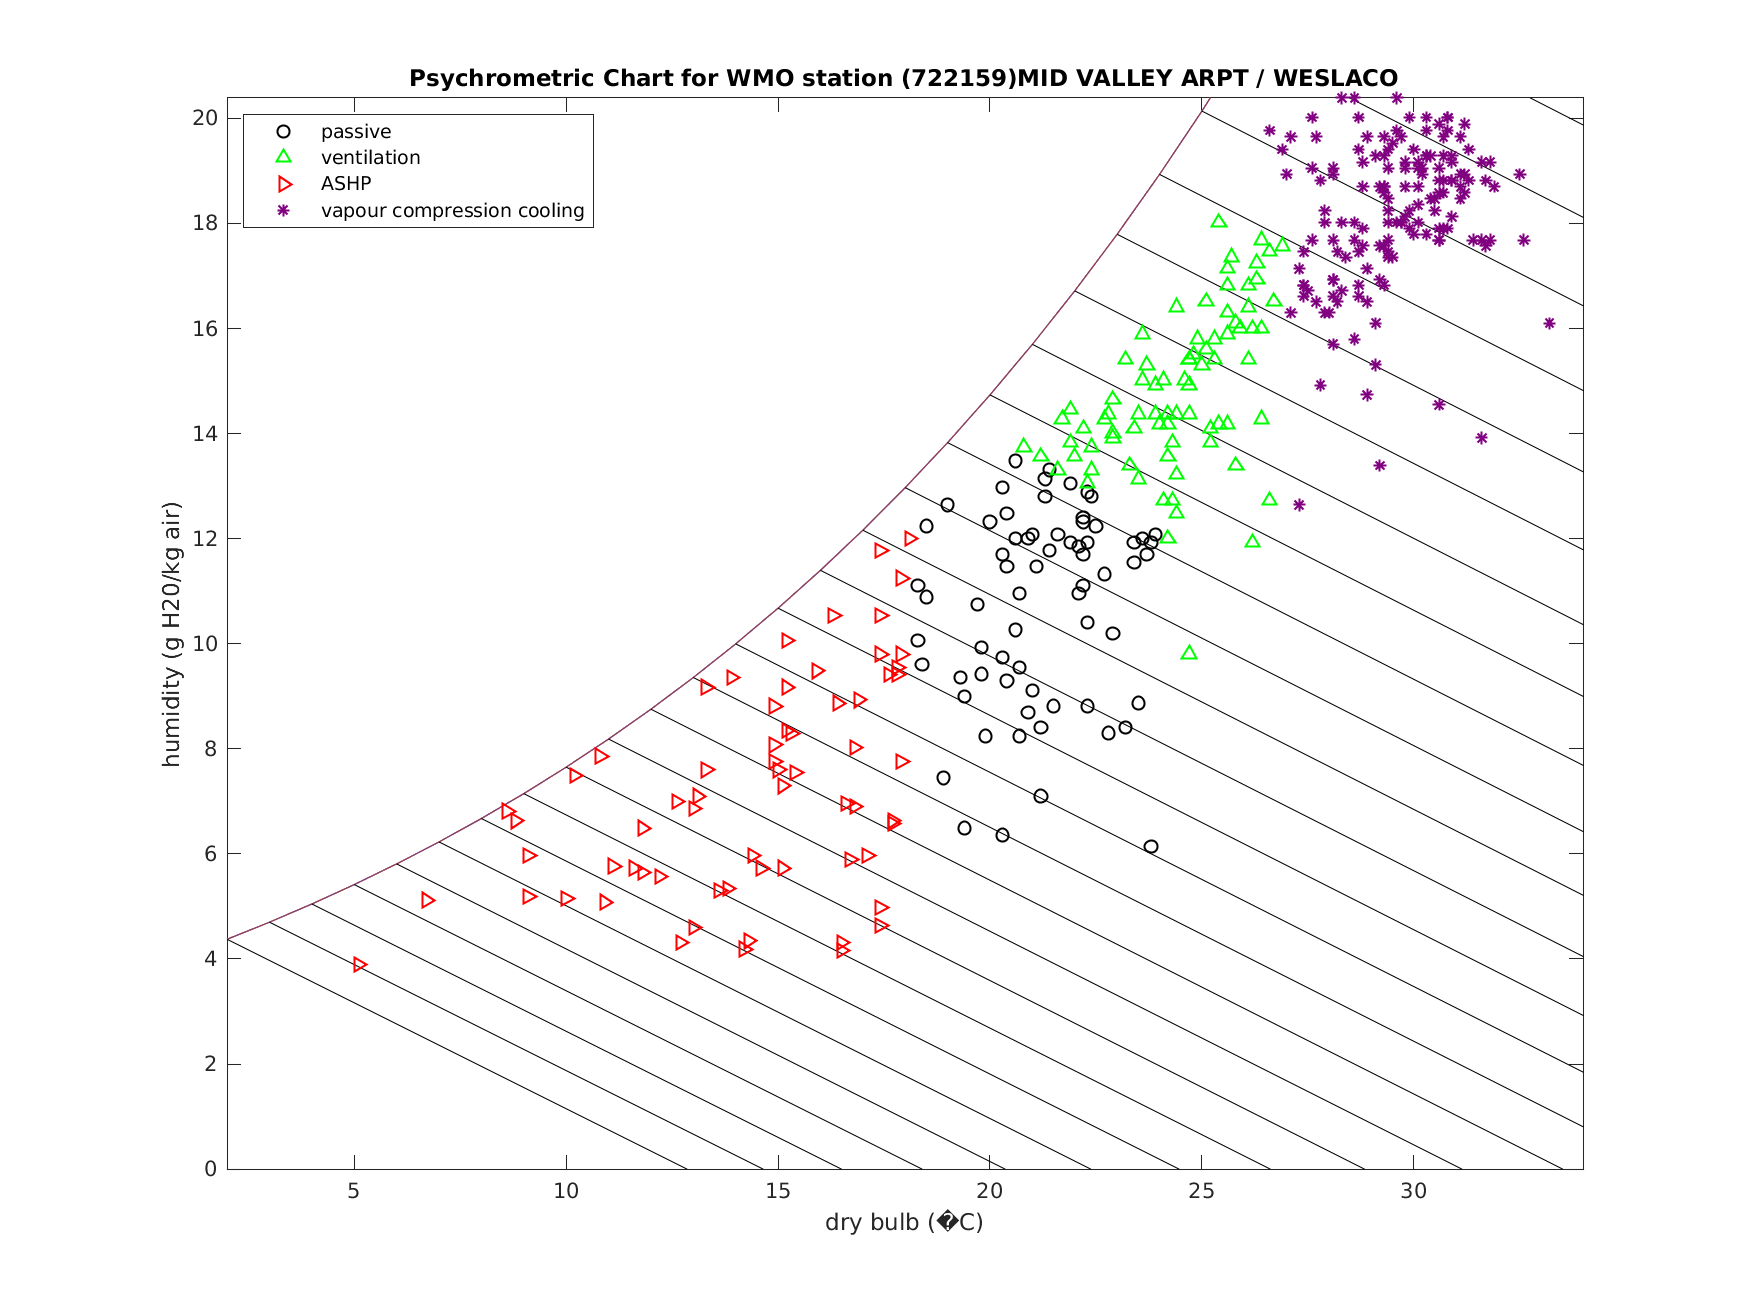 Psychrometric Chart for WMO station (722159)MID VALLEY ARPT / WESLACO
passive
ventilation
ASHP
vapour compression cooling
humidity (g H20/kg air)
20
18
16
14
12
10
8
6
4
2
0
5 10 15 20 25 30
dry bulb (�C)